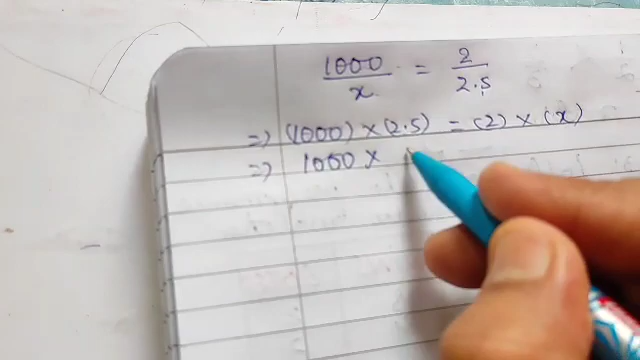 1000/x = 2/2.5
=) (1000) × (2.5) = (2) × (x)
=) 1000 ×